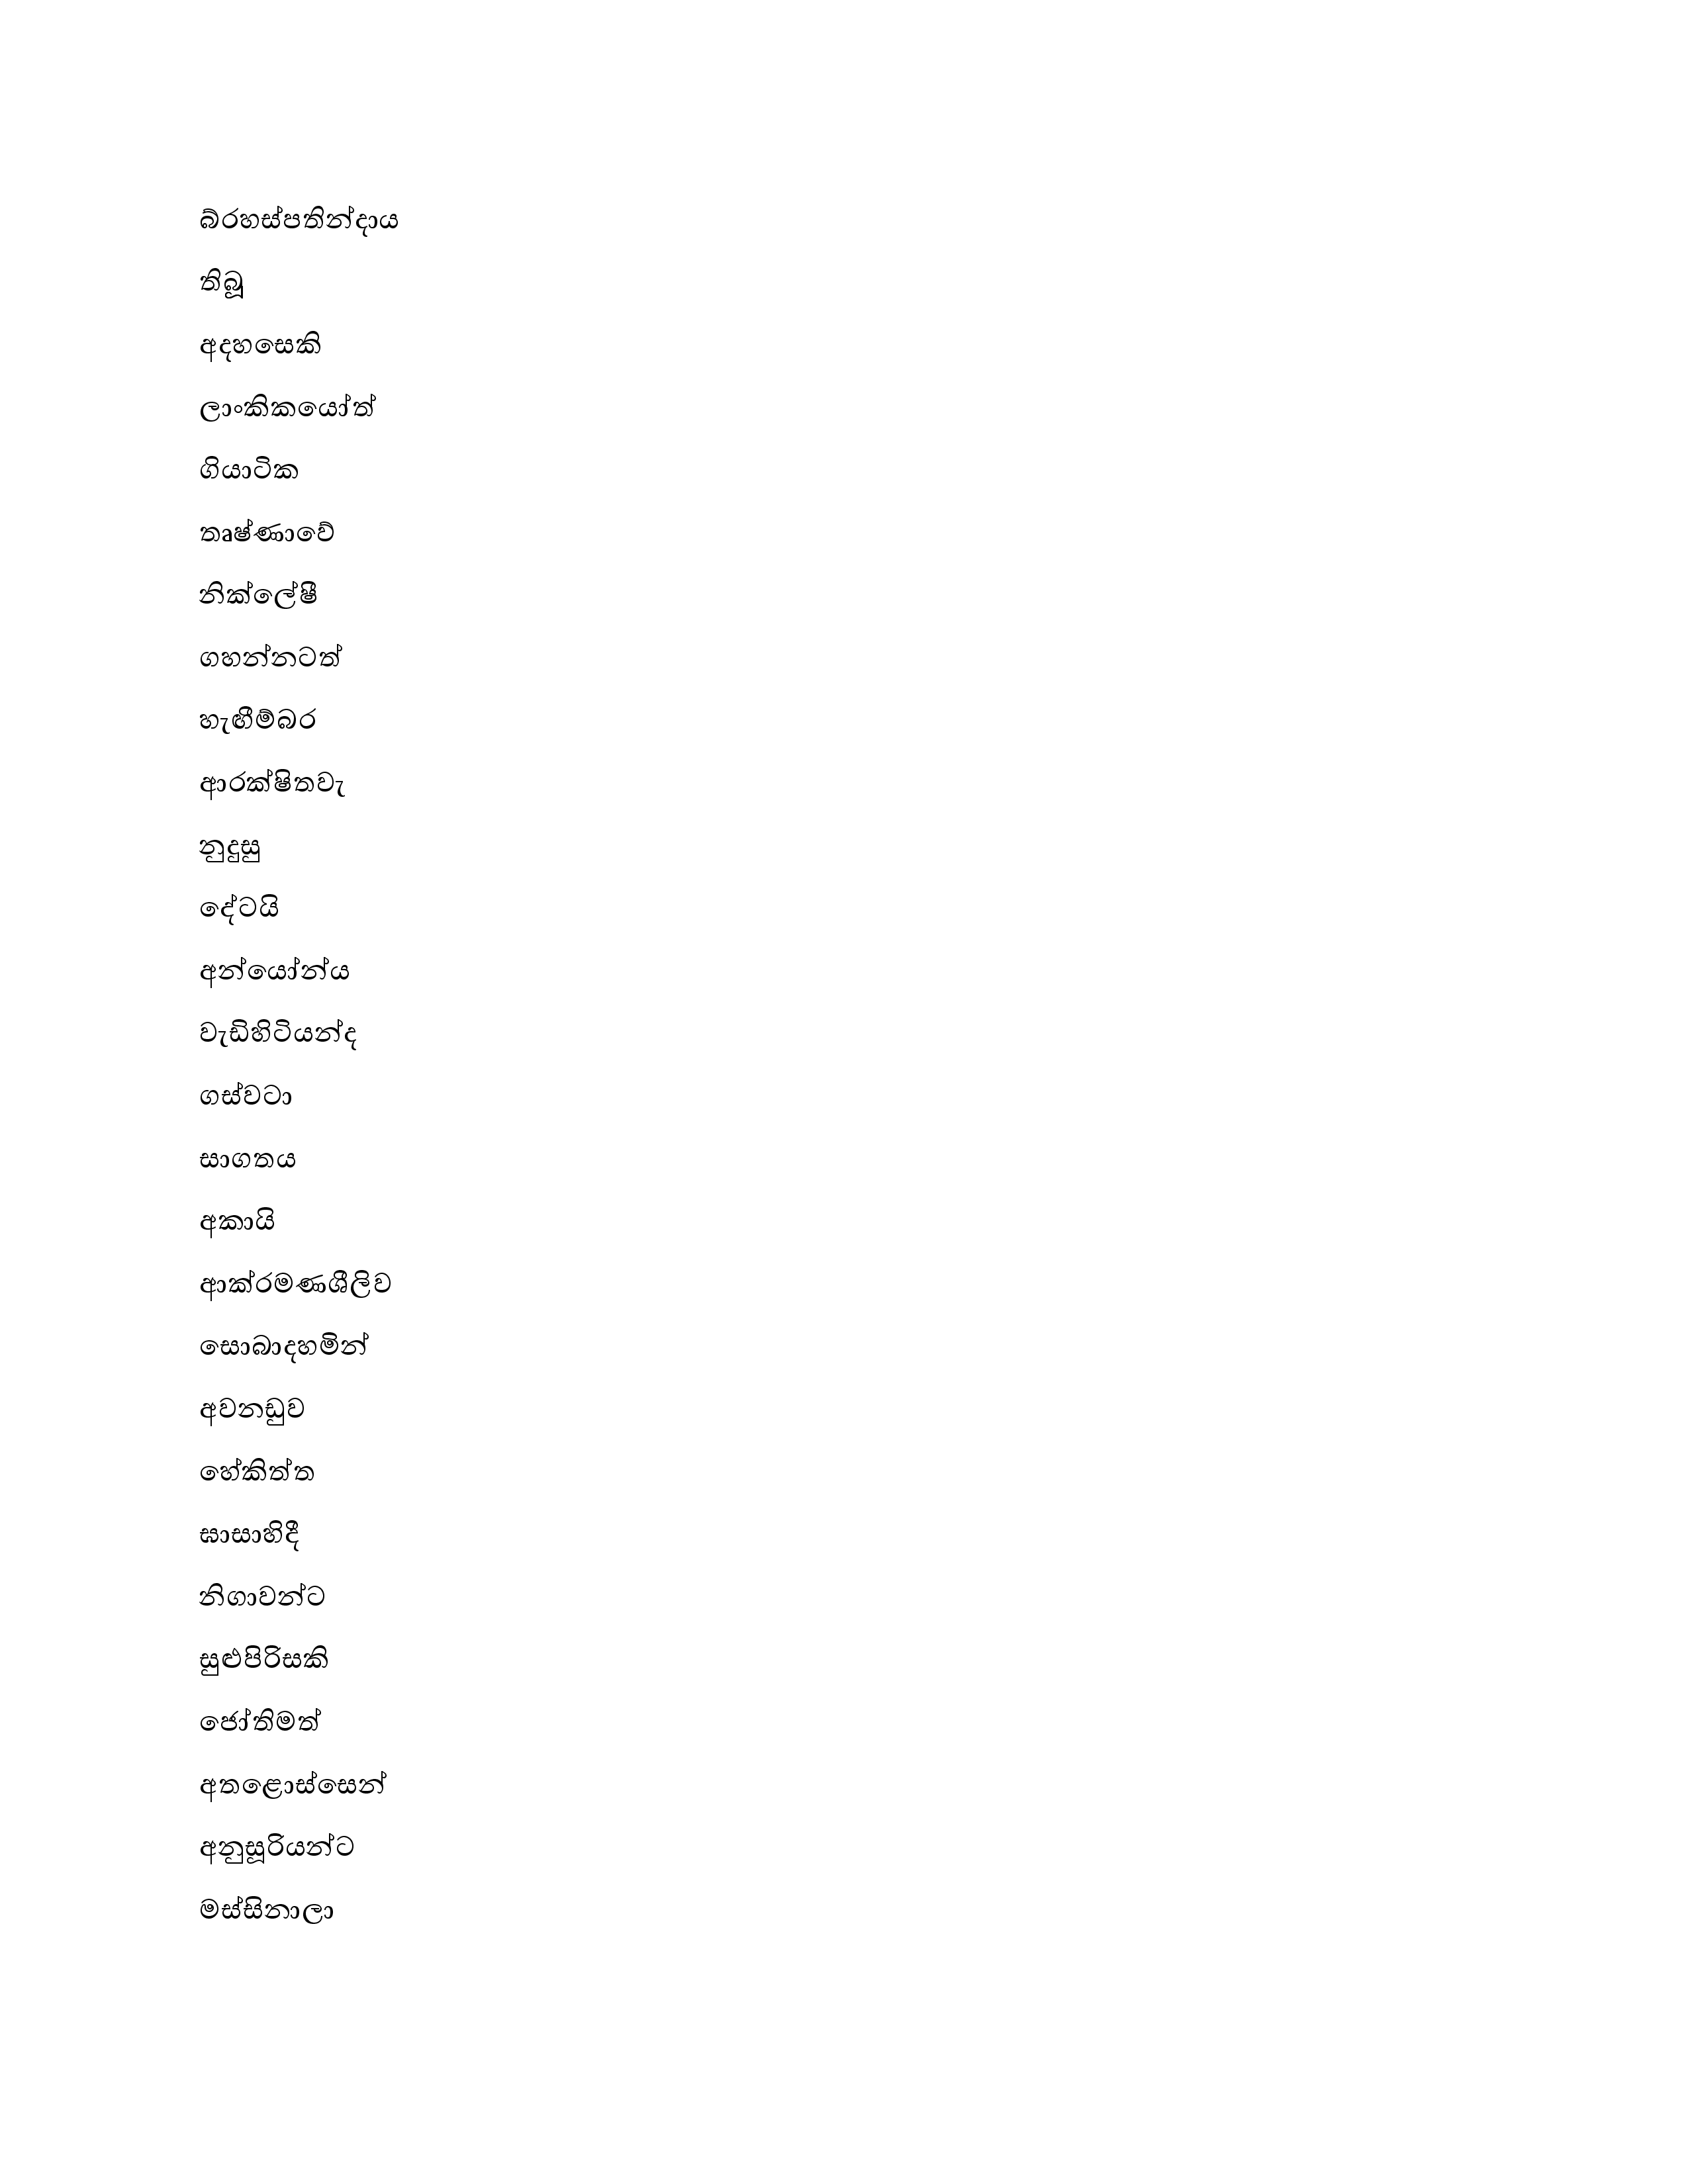 බ්රහස්පතින්දාය
තිබූ
අදහසෙකි
ලාංකිකයෝත්
ගියාටික
තෘෂ්ණාවේ
නික්ලේෂී
ගහන්නටත්
හැඟීම්බර
ආරක්ෂිතවැ
නුදුසු
දේටයි
අන්යෝන්ය
වැඩිහිටියන්ද
ගස්වටා
සාගතය
අකායි
ආක්රමණශීලිව
සොබාදහමින්
අවනඩුව
හේකිත්ත
ඝාසාහිදී
නිගාවන්ට
සුළුපිරිසකි
ජෝතිමත්
අතළොස්සෙන්
අනුසූරියන්ට
මස්සිනාලා